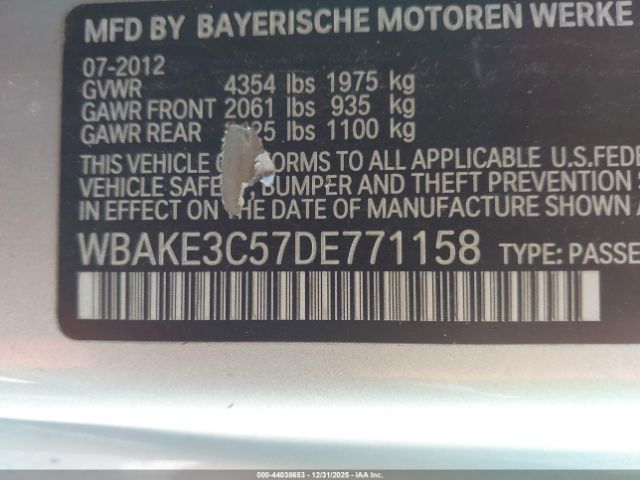 MFD BY BAYERISCHE MOTOREN WERKE
07-2012
GVWR 4354 lbs 1975 kg
GAWR FRONT 2061 lbs 935 kg
GAWR REAR lbs 1100 kg
THIS VEHICLE TO ALL APPLICABLE U.S.FEDE
VEHICLE BUMPER AND THEFT PREVENTION S
IN EFFECT ON THE DATE OF MANUFACTURE SHOWN A
WBAKE3C57DE771158 TYPE: PASSE
000-44038653 - 12/31/2025 - IAA Inc.